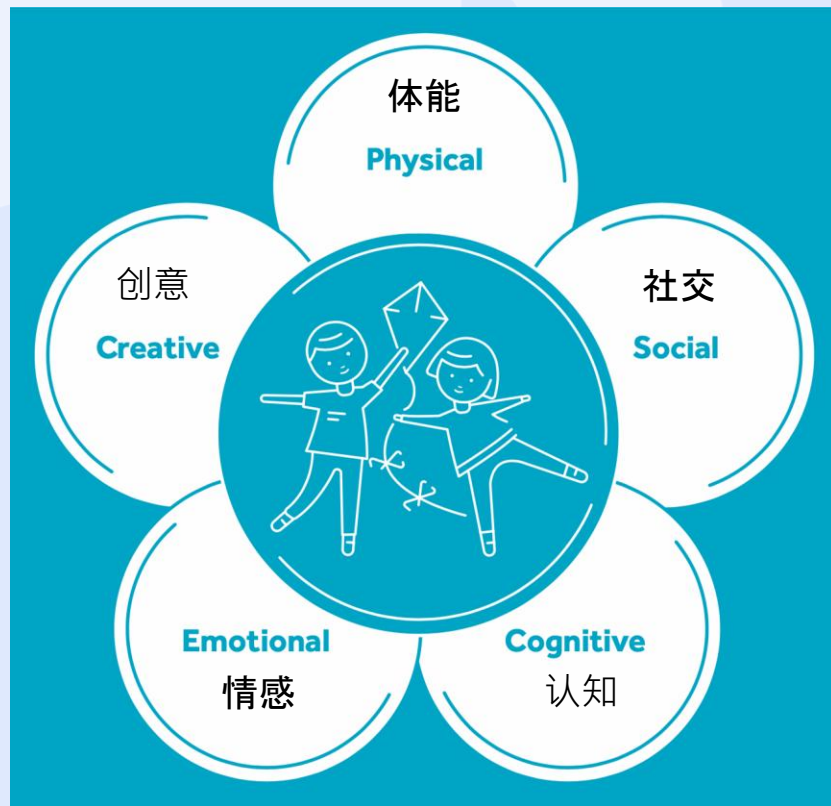 体能
Physical
社交
Social
认知
Cognitive
情感
Emotional
创意
Creative